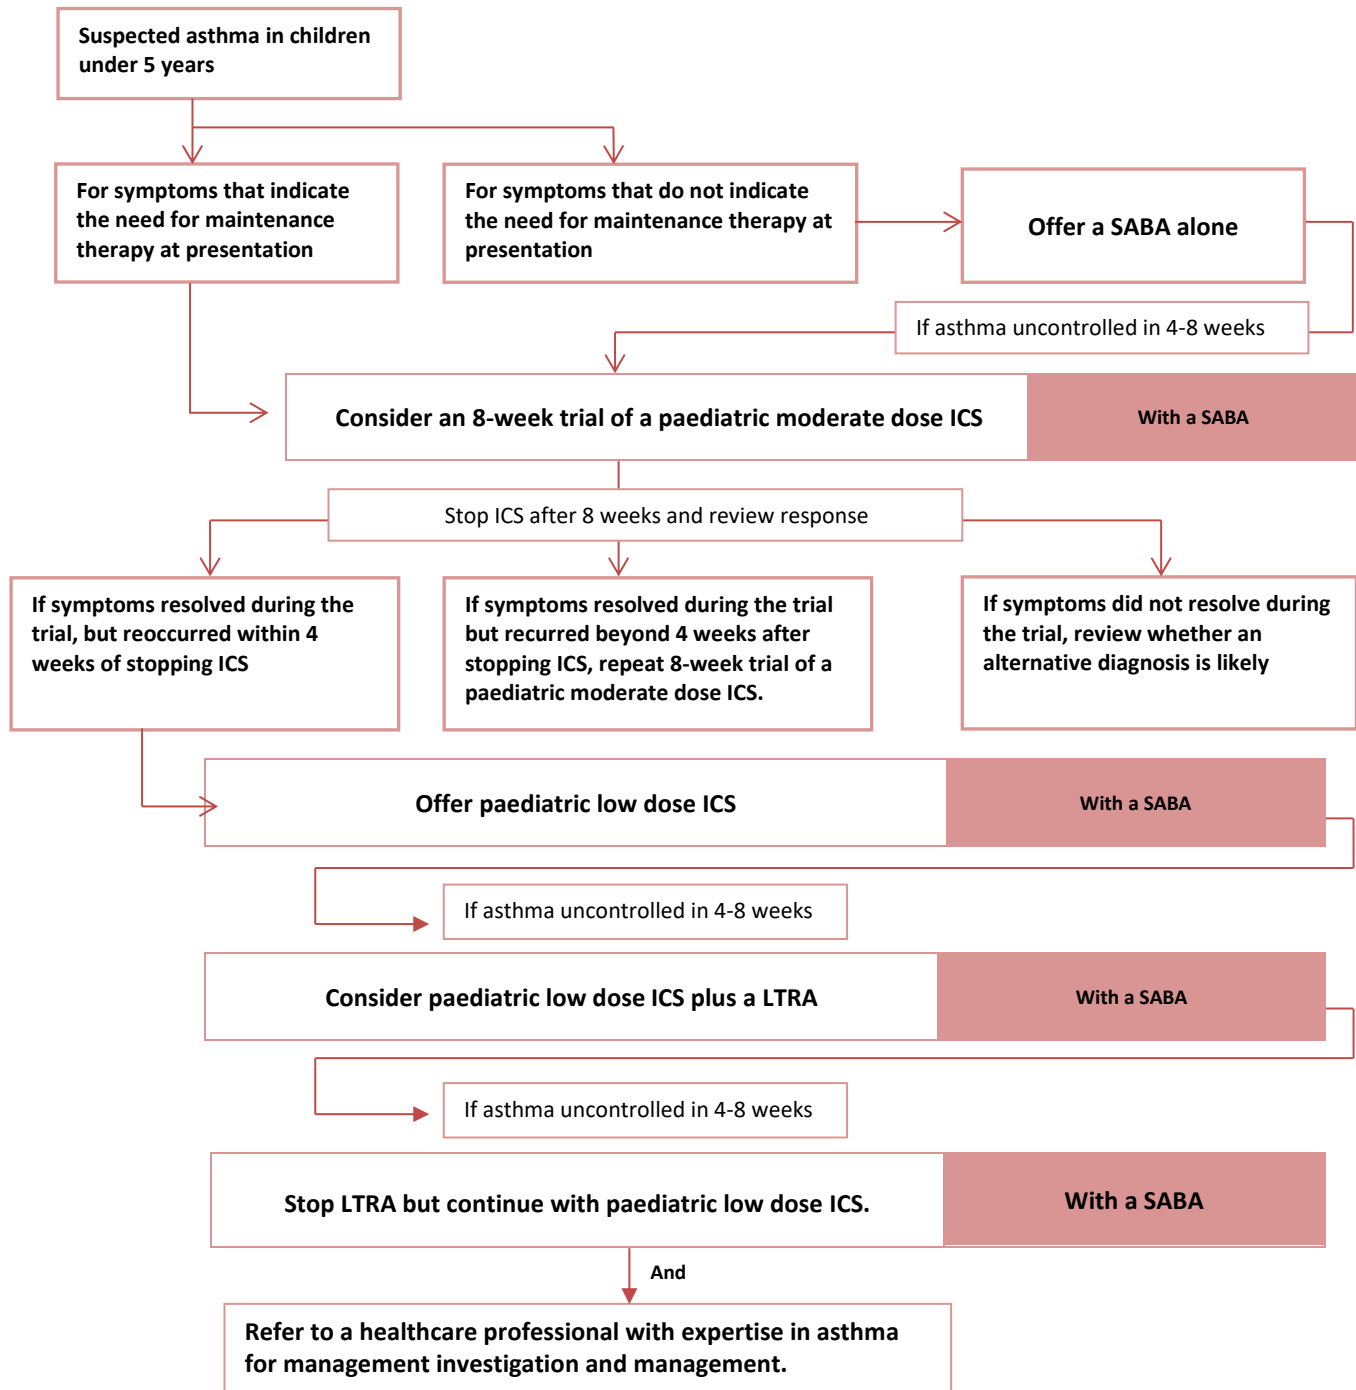 Suspected asthma in children
under 5 years
For symptoms that indicate
the need for maintenance
therapy at presentation
For symptoms that do not indicate
the need for maintenance therapy at
presentation
Offer a SABA alone
If asthma uncontrolled in 4-8 weeks
Consider an 8-week trial of a paediatric moderate dose ICS
With a SABA
Stop ICS after 8 weeks and review response
If symptoms resolved during the
trial, but reoccurred within 4
weeks of stopping ICS
If symptoms resolved during the trial
but recurred beyond 4 weeks after
stopping ICS, repeat 8-week trial of a
paediatric moderate dose ICS.
If symptoms did not resolve during
the trial, review whether an
alternative diagnosis is likely
Offer paediatric low dose ICS
With a SABA
If asthma uncontrolled in 4-8 weeks
Consider paediatric low dose ICS plus a LTRA
With a SABA
If asthma uncontrolled in 4-8 weeks
Stop LTRA but continue with paediatric low dose ICS.
With a SABA
And
Refer to a healthcare professional with expertise in asthma
for management investigation and management.